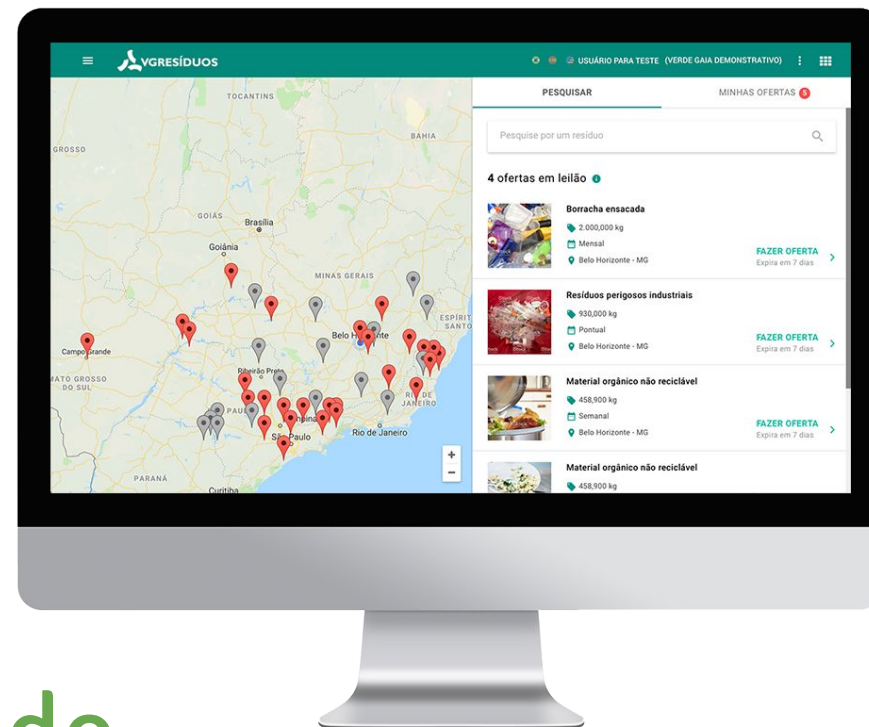 VGRESÍDUOS
USUÁRIO PARA TESTE (VERDE GAIA DEMONSTRATIVO)
PESQUISAR
MINHAS OFERTAS 5
Pesquise por um resíduo
4 ofertas em leilão
Borracha ensacada
2.000,000 kg
Mensal
Belo Horizonte - MG
FAZER OFERTA
Expira em 7 dias
Resíduos perigosos industriais
930,000 kg
Pontual
Belo Horizonte - MG
FAZER OFERTA
Expira em 7 dias
Material orgânico não reciclável
458,900 kg
Semanal
Belo Horizonte - MG
FAZER OFERTA
Expira em 7 dias
Material orgânico não reciclável
458,900 kg
TOCANTINS
BAHIA
GROSSO
GOIÁS
Brasília
Goiânia
MINAS GERAIS
ESPÍRIT
SANTO
Campo Grande
MATO GROSSO
DO SUL
Ribeirão Preto
PAUL
RIO DE
JANEIRO
São Paulo
Rio de Janeiro
PARANÁ
Curitiba